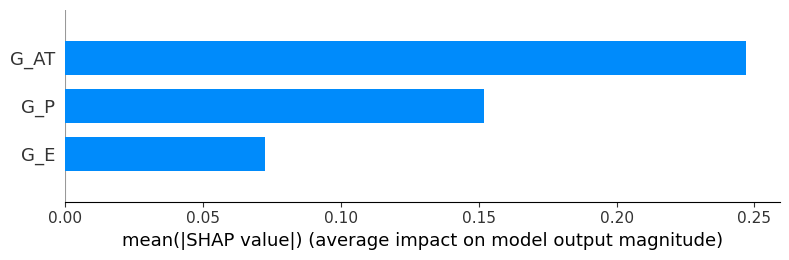 G_AT
G_P
G_E
0.00 0.05 0.10 0.15 0.20 0.25
mean(|SHAP value|) (average impact on model output magnitude)